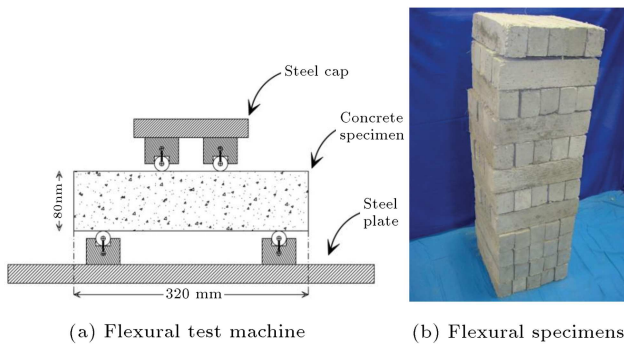 Steel cap
Concrete
specimen
80nm
Steel
plate
320 mm
(a) Flexural test machine
(b) Flexural specimens